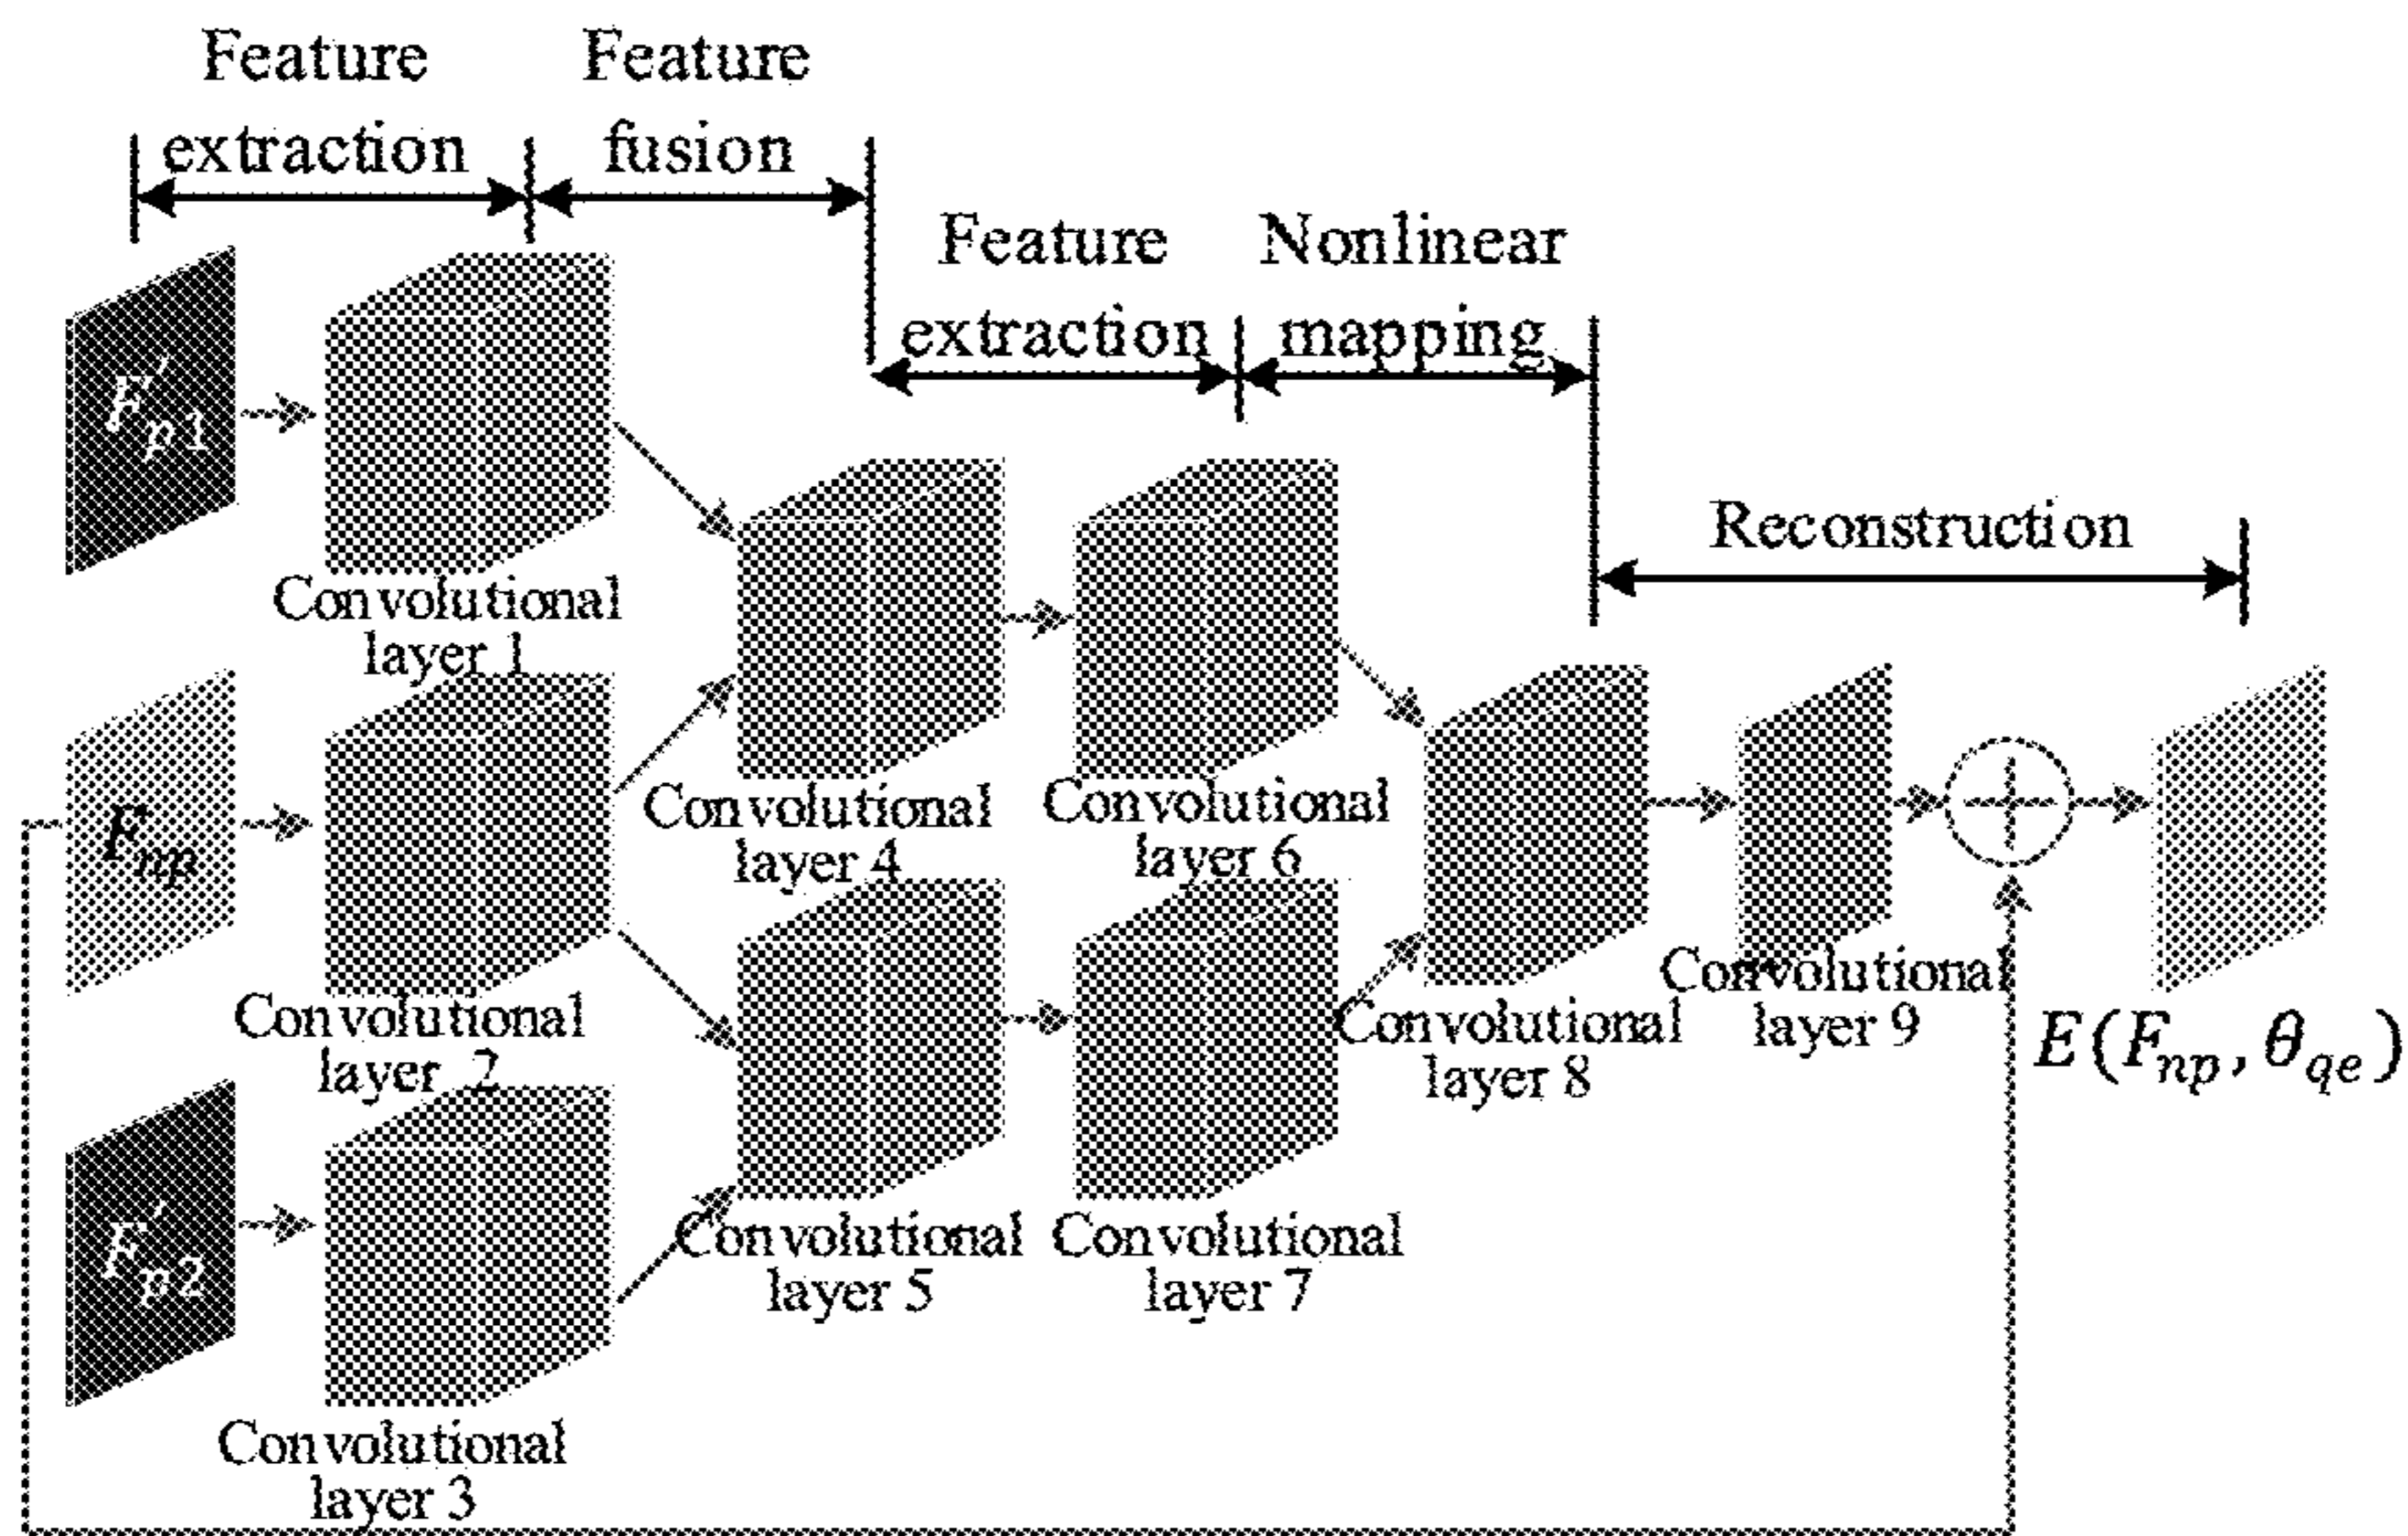 Feature
extraction
Feature
fusion
Feature
extraction
Nonlinear
mapping
Reconstruction
F'p1
Convolutional
layer 1
Fnp
Convolutional
layer 2
F'p2
Convolutional
layer 3
Convolutional
layer 4
Convolutional
layer 5
Convolutional
layer 6
Convolutional
layer 7
Convolutional
layer 8
Convolutional
layer 9
E(Fnp, θqe)